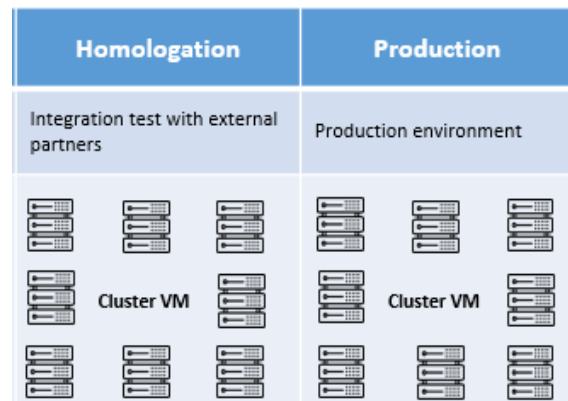 Homologation
Production
Integration test with external
partners
Production environment
Cluster VM
Cluster VM